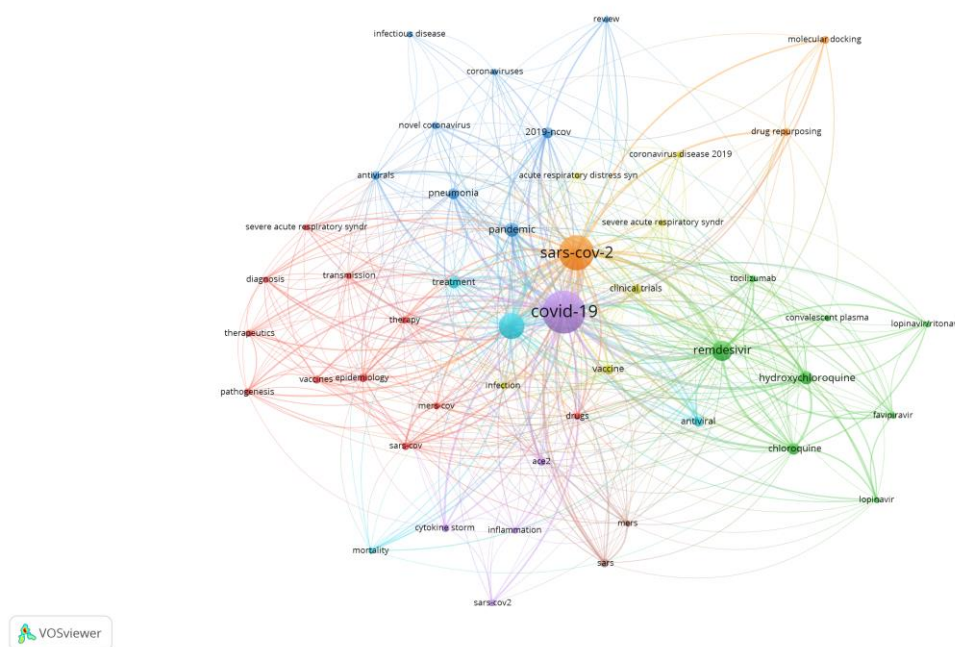 review
infectious disease
molecular docking
coronaviruses
novel coronavirus
2019-ncov
drug repurposing
coronavirus disease 2019
antivirals
acute respiratory distress syn
pneumonia
severe acute respiratory syndr
pandemic
severe acute respiratory syndr
sars-cov-2
diagnosis
transmission
treatment
clinical trials
tocilizumab
covid-19
convalescent plasma
lopinavir/ritonav
therapy
therapeutics
remdesivir
vaccines
epidemiology
infection
vaccine
hydroxychloroquine
pathogenesis
mers-cov
drugs
antiviral
favipiravir
sars-cov
chloroquine
ace2
lopinavir
cytokine storm
inflammation
mers
mortality
sars
sars-cov2
VOSviewer